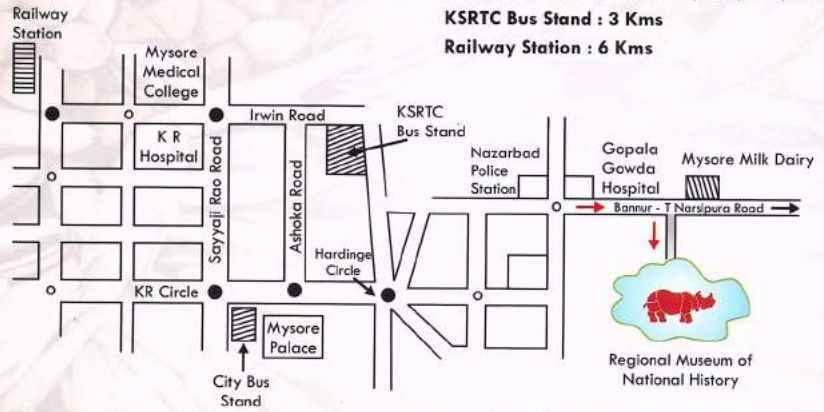 KSRTC Bus Stand : 3 Kms
Railway Station : 6 Kms
Railway
Station
Mysore
Medical
College
Irwin Road
KSRTC
Bus Stand
K R
Hospital
Sayyaji Rao Road
Ashoka Road
Nazarbad
Police
Station
Gopala
Gowda
Hospital
Mysore Milk Dairy
Bannur - T Narsipura Road
Hardinge
Circle
KR Circle
Mysore
Palace
City Bus
Stand
Regional Museum of
National History